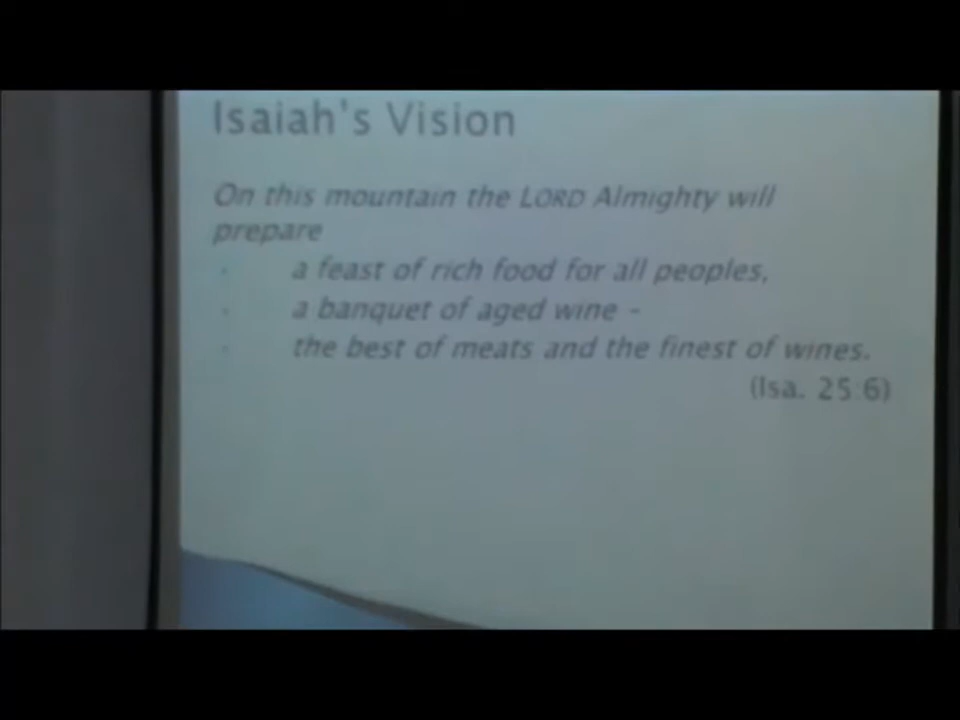 Isaiah's Vision
On this mountain the LORD Almighty will
prepare
a feast of rich food for all peoples,
a banquet of aged wine -
the best of meats and the finest of wines.
(Isa. 25:6)